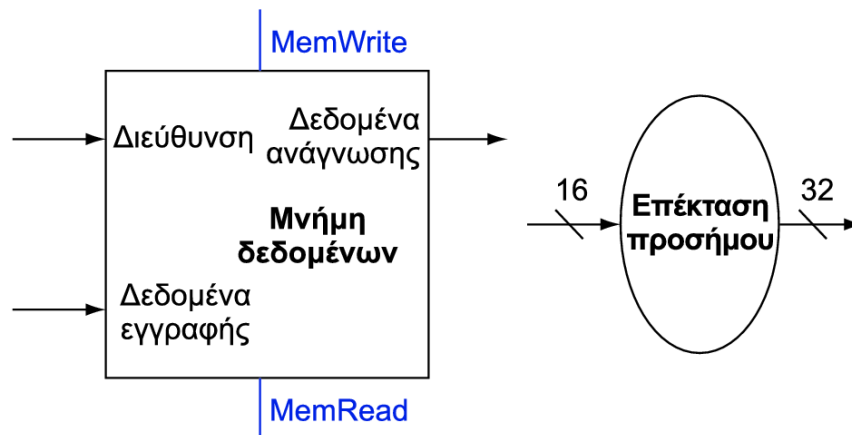 MemWrite
Διεύθυνση
Δεδομένα
ανάγνωσης
Μνήμη
δεδομένων
Δεδομένα
εγγραφής
MemRead
16
Επέκταση
προσήμου
32